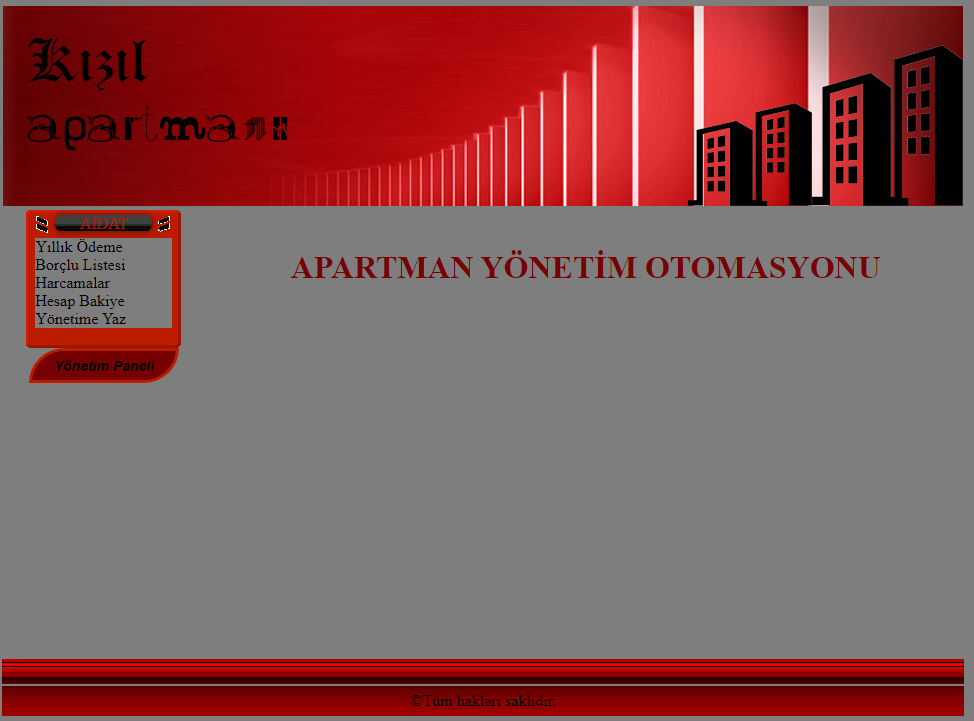 Kızıl
apartmanı
AİDAT
Yıllık Ödeme
Borçlu Listesi
Harcamalar
Hesap Bakiye
Yönetime Yaz
Yönetim Paneli
APARTMAN YÖNETİM OTOMASYONU
©Tüm hakları saklıdır.